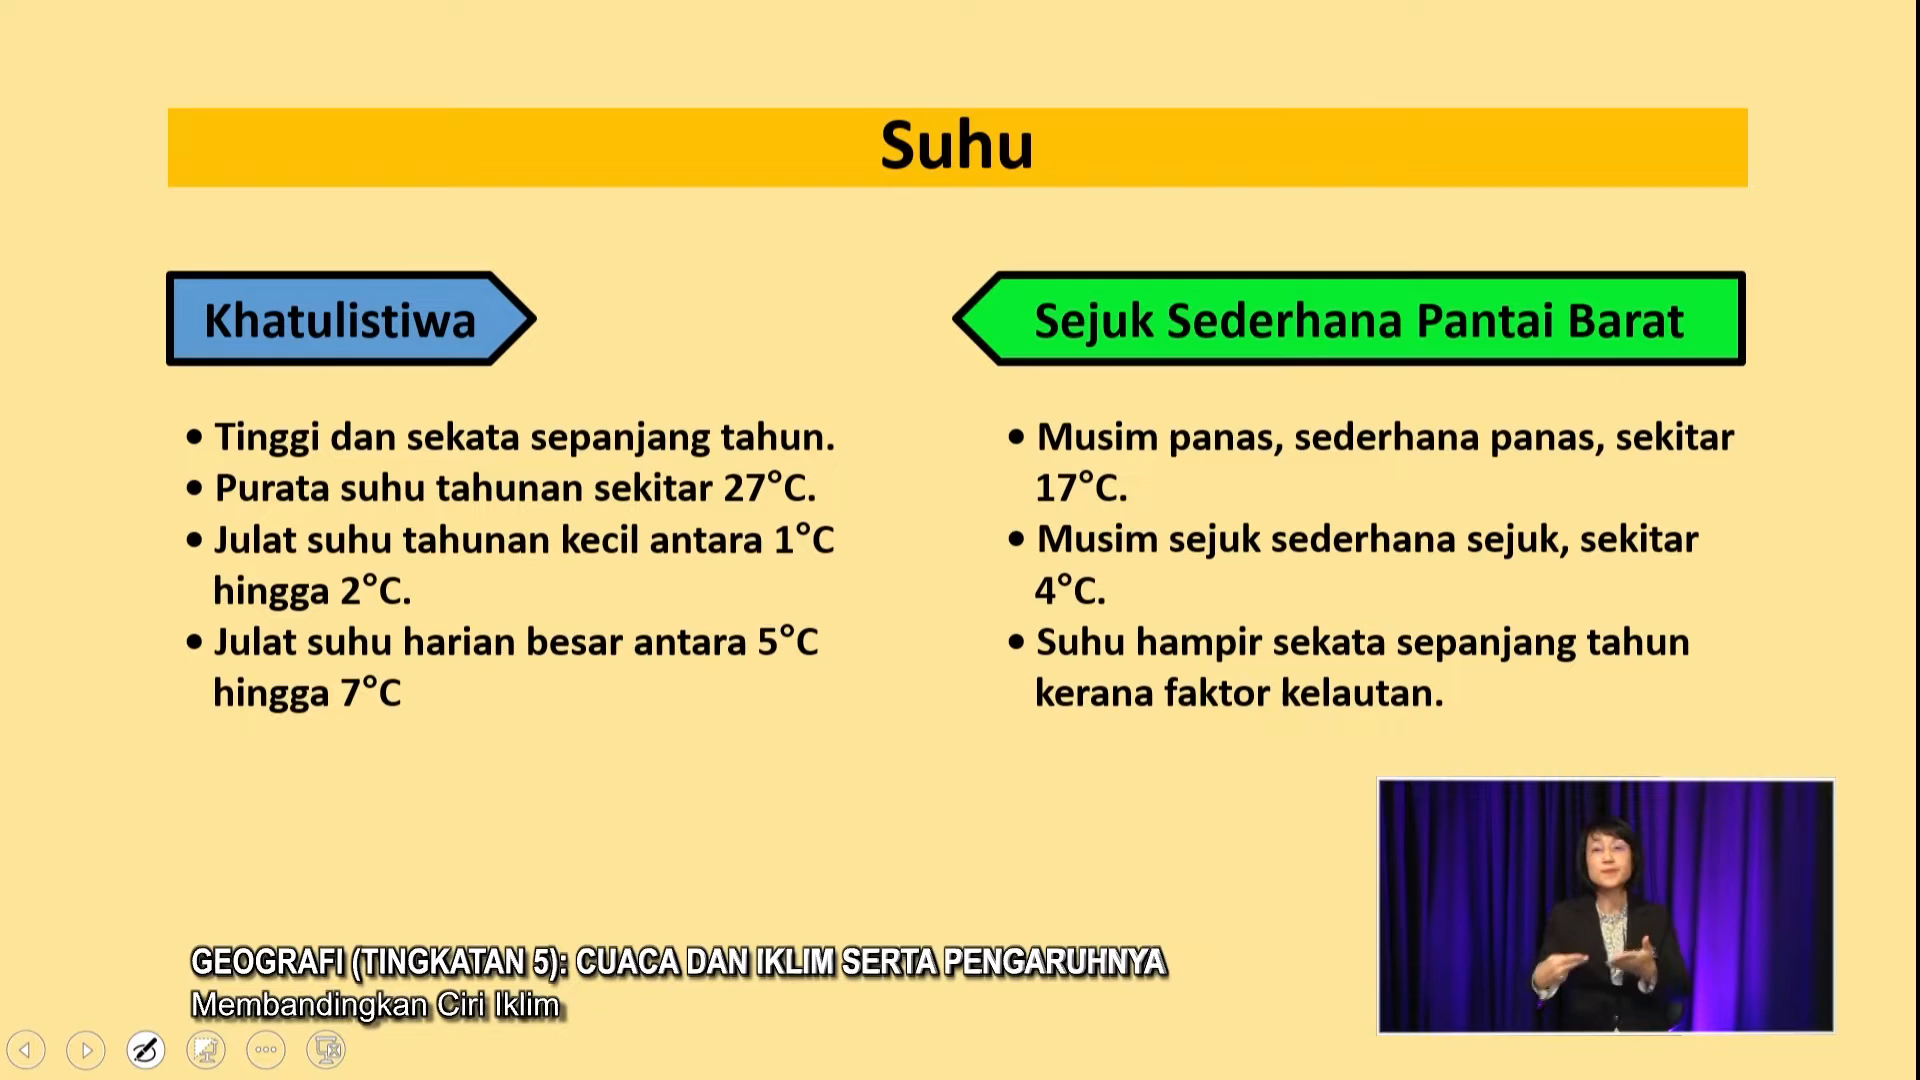 Suhu
Khatulistiwa
• Tinggi dan sekata sepanjang tahun.
• Purata suhu tahunan sekitar 27°C.
• Julat suhu tahunan kecil antara 1°C
hingga 2°C.
• Julat suhu harian besar antara 5°C
hingga 7°C
Sejuk Sederhana Pantai Barat
• Musim panas, sederhana panas, sekitar
17°C.
• Musim sejuk sederhana sejuk, sekitar
4°C.
• Suhu hampir sekata sepanjang tahun
kerana faktor kelautan.
GEOGRAFI (TINGKATAN 5): CUACA DAN IKLIM SERTA PENGARUHNYA
Membandingkan Ciri Iklim